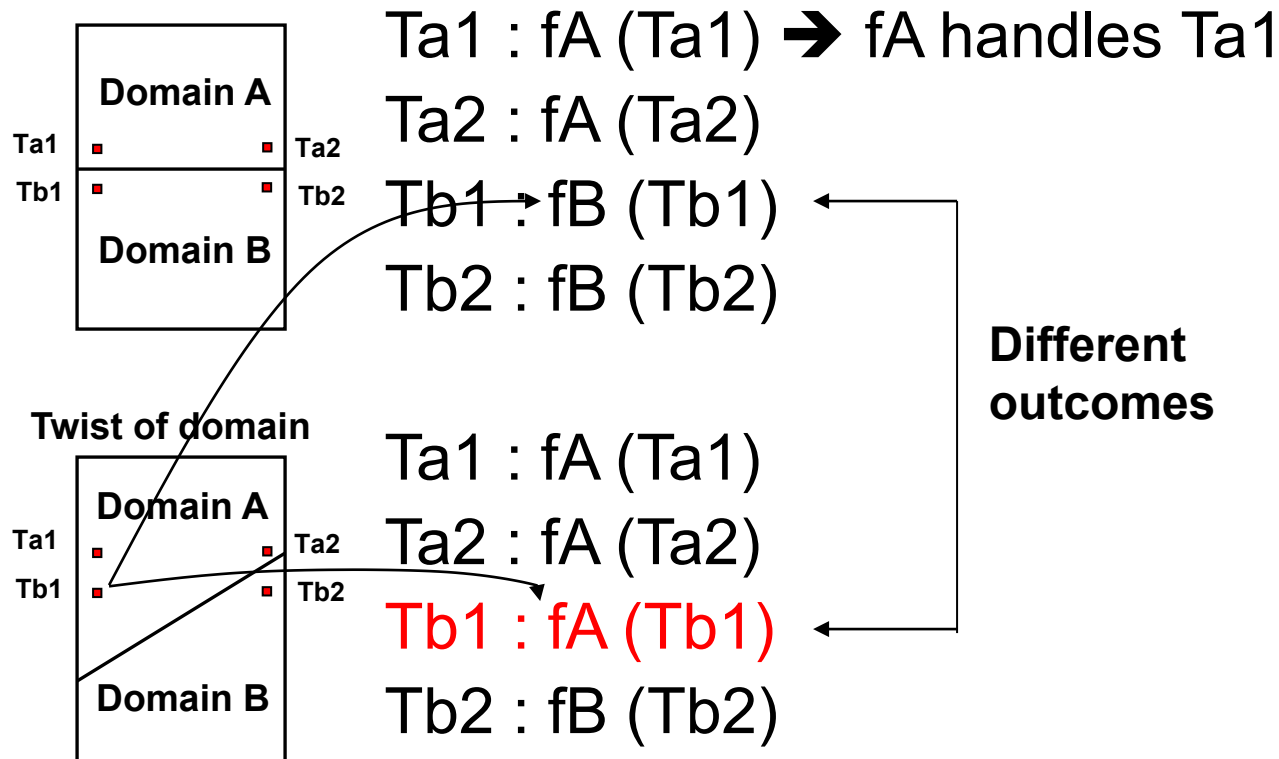 Domain A
Ta1
Ta2
Tb1
Tb2
Domain B
Ta1 : fA (Ta1) ➔ fA handles Ta1
Ta2 : fA (Ta2)
Tb1 : fB (Tb1)
Tb2 : fB (Tb2)
Different
outcomes
Twist of domain
Domain A
Ta1
Ta2
Tb1
Tb2
Domain B
Ta1 : fA (Ta1)
Ta2 : fA (Ta2)
Tb1 : fA (Tb1)
Tb2 : fB (Tb2)